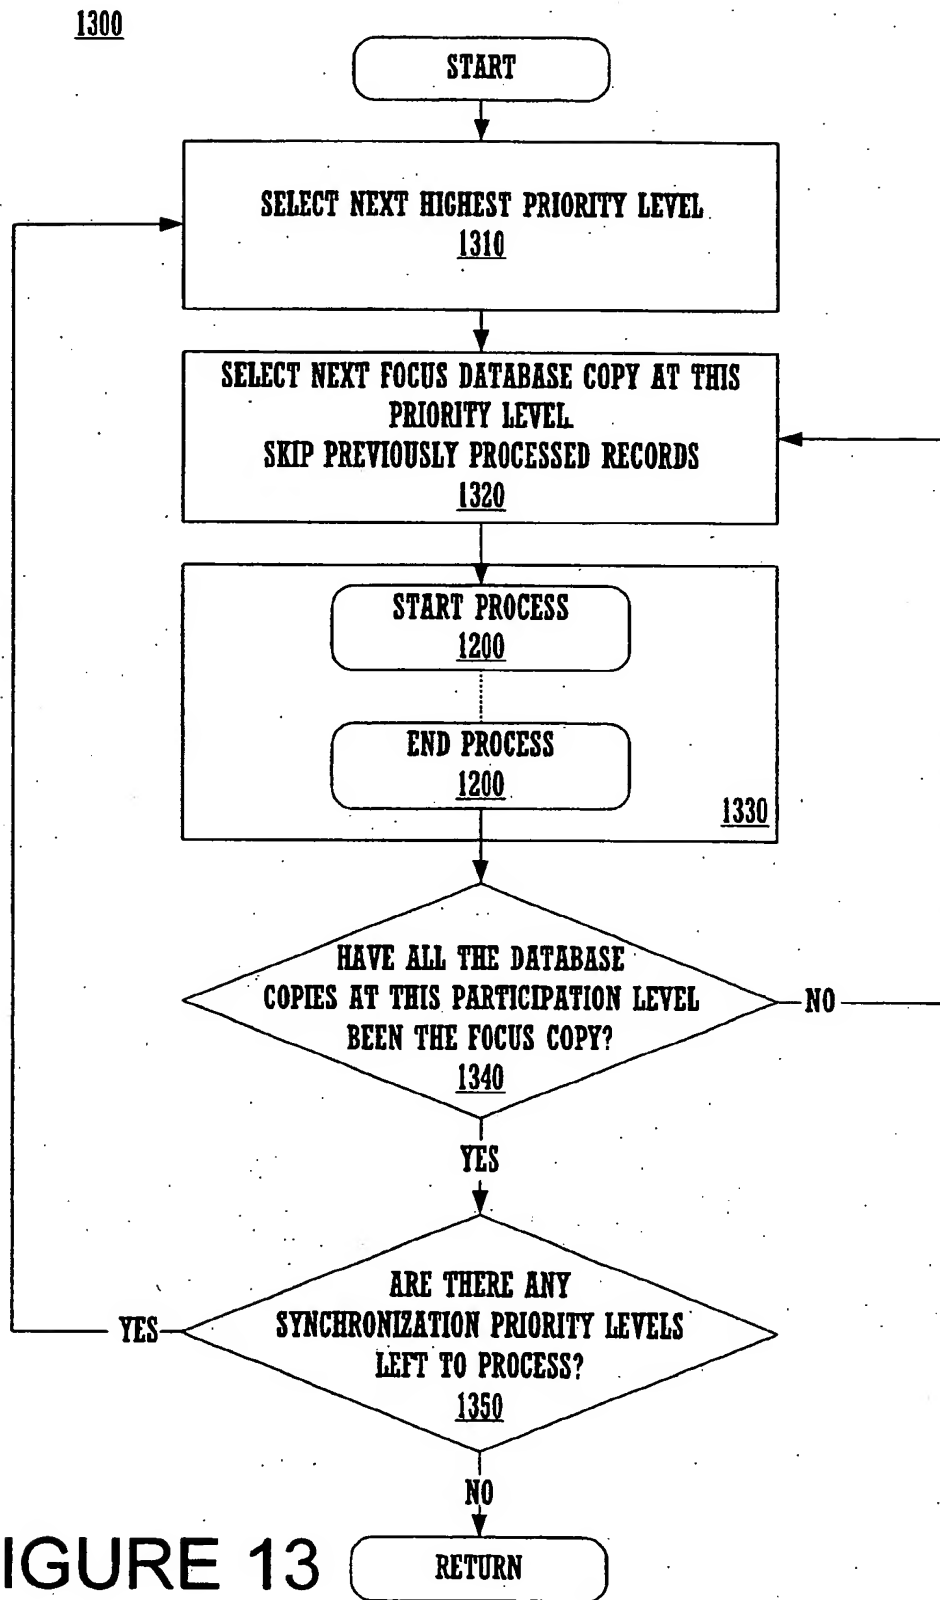 1300
START
SELECT NEXT HIGHEST PRIORITY LEVEL
1310
SELECT NEXT FOCUS DATABASE COPY AT THIS
PRIORITY LEVEL.
SKIP PREVIOUSLY PROCESSED RECORDS
1320
START PROCESS
1200
END PROCESS
1200
1330
HAVE ALL THE DATABASE
COPIES AT THIS PARTICIPATION LEVEL
BEEN THE FOCUS COPY?
1340
NO
YES
ARE THERE ANY
SYNCHRONIZATION PRIORITY LEVELS
LEFT TO PROCESS?
1350
YES
NO
IGURE 13
RETURN